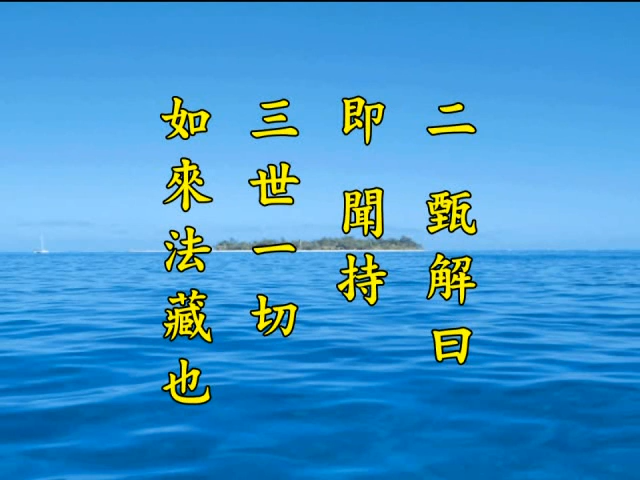 二 甄解曰
即 聞持
三世一切
如來法藏也